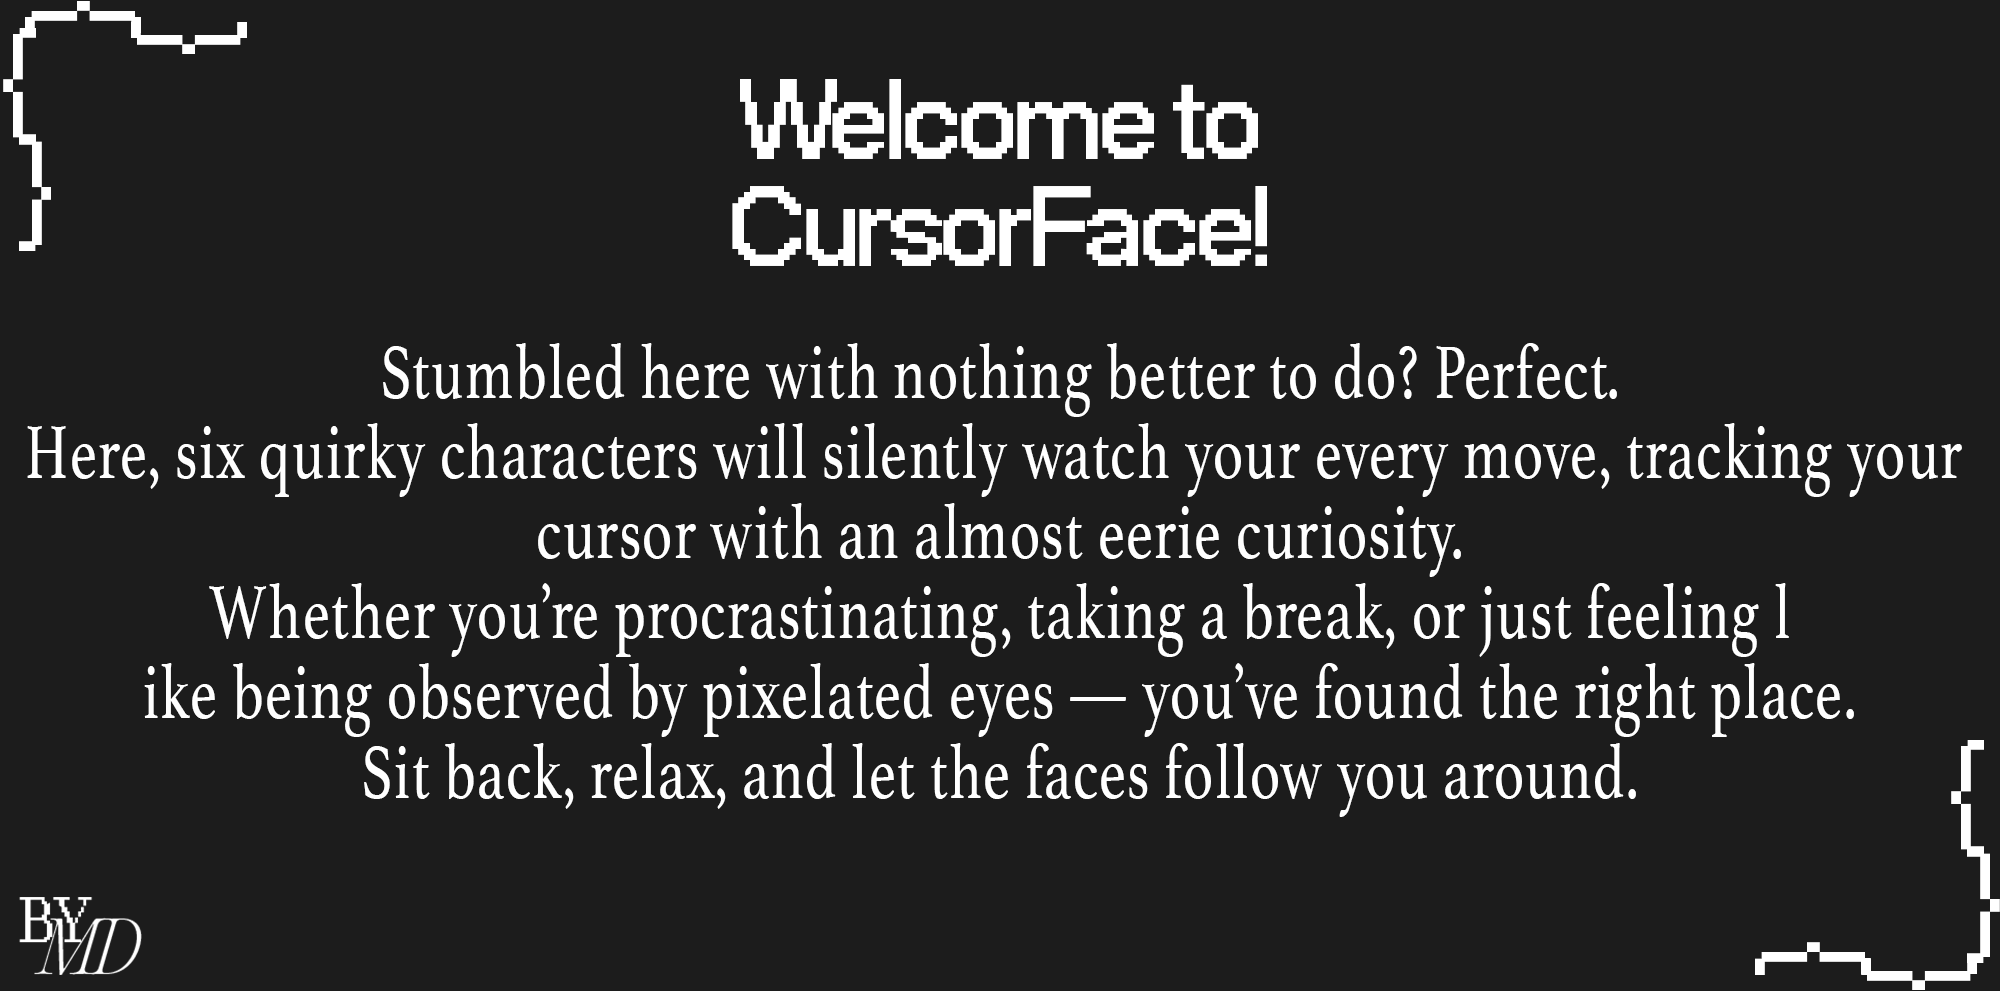 Welcome to
CursorFace!
Stumbled here with nothing better to do? Perfect.
Here, six quirky characters will silently watch your every move, tracking your
cursor with an almost eerie curiosity.
Whether you’re procrastinating, taking a break, or just feeling l
ike being observed by pixelated eyes — you’ve found the right place.
Sit back, relax, and let the faces follow you around.
BY
MD